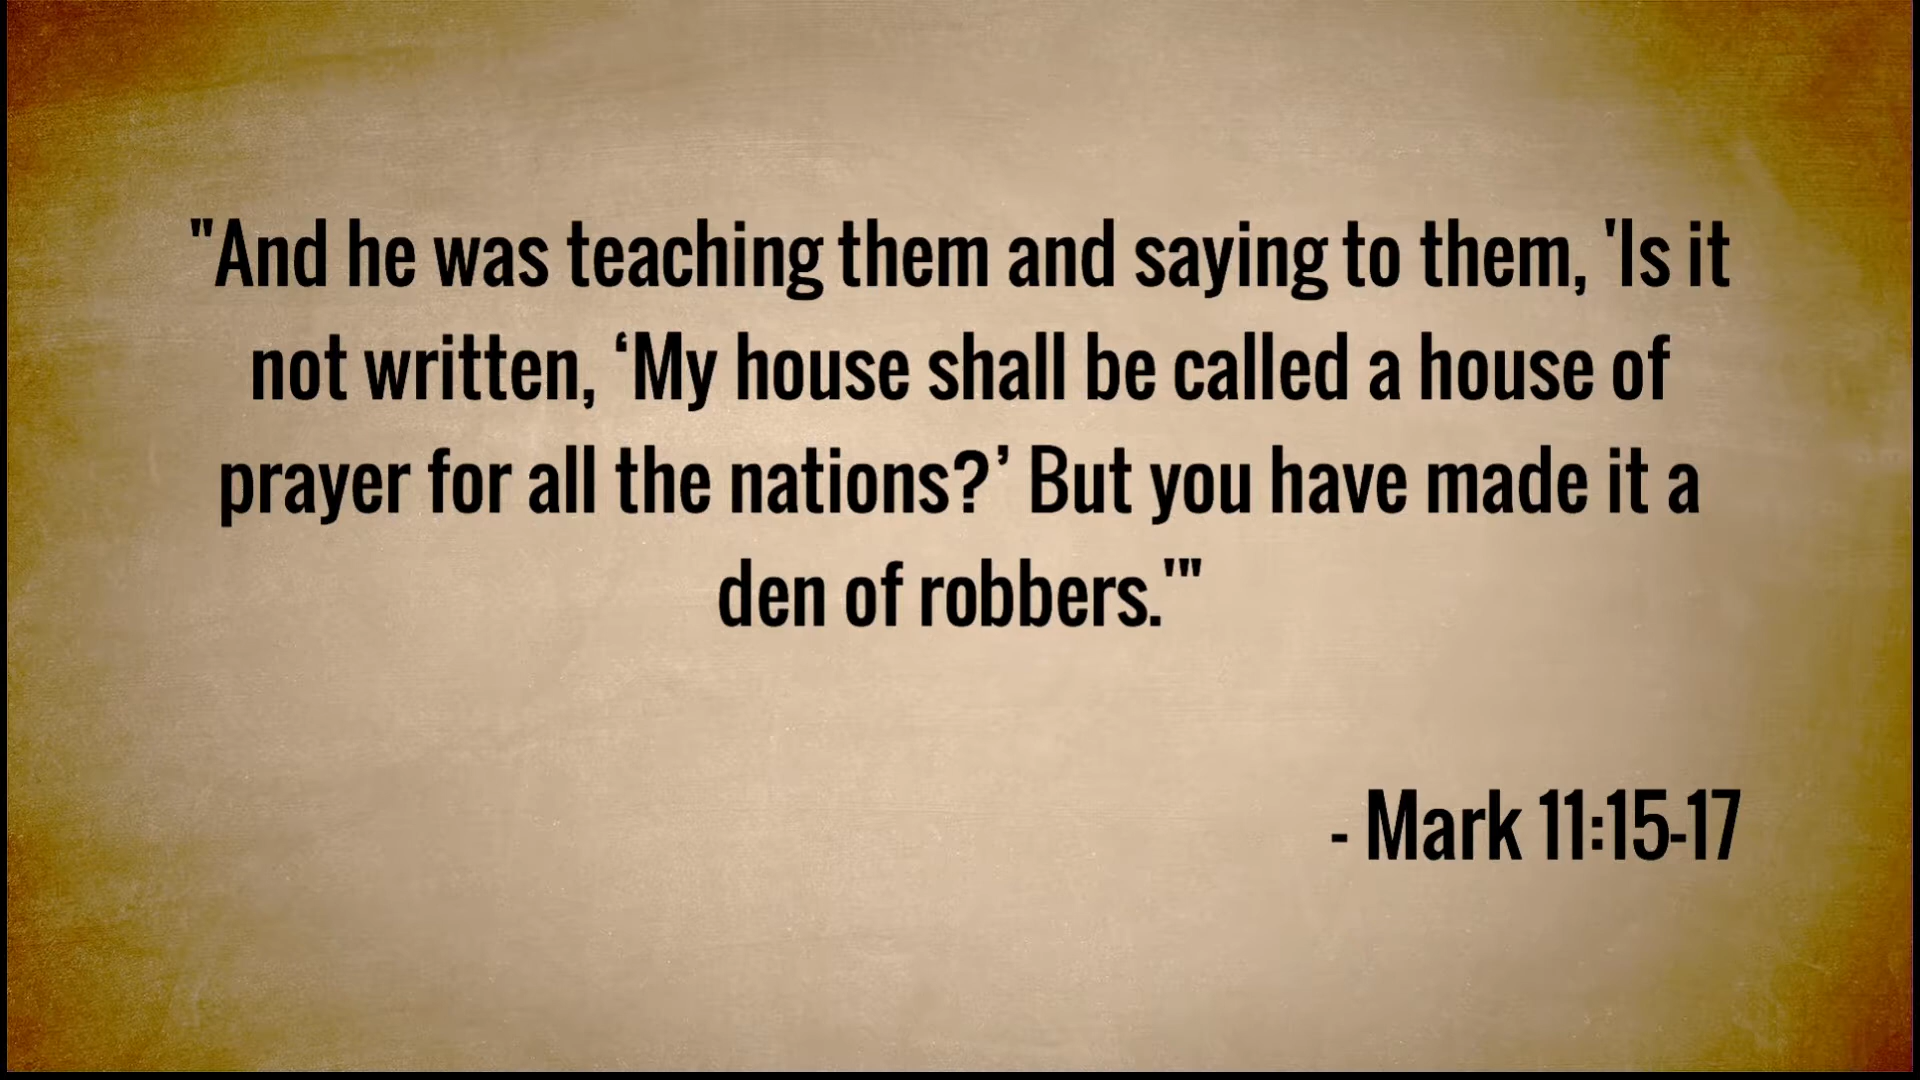 "And he was teaching them and saying to them, 'Is it
not written, ‘My house shall be called a house of
prayer for all the nations?’ But you have made it a
den of robbers.'"
- Mark 11:15-17